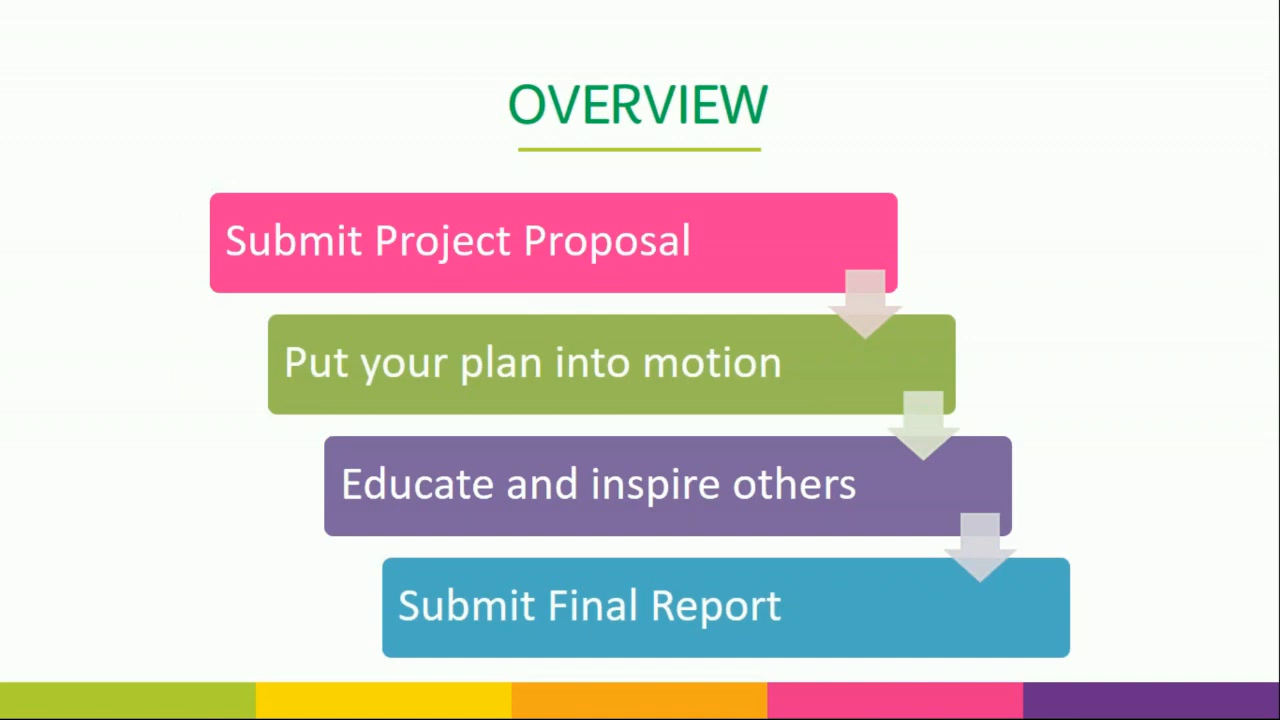 OVERVIEW
Submit Project Proposal
Put your plan into motion
Educate and inspire others
Submit Final Report